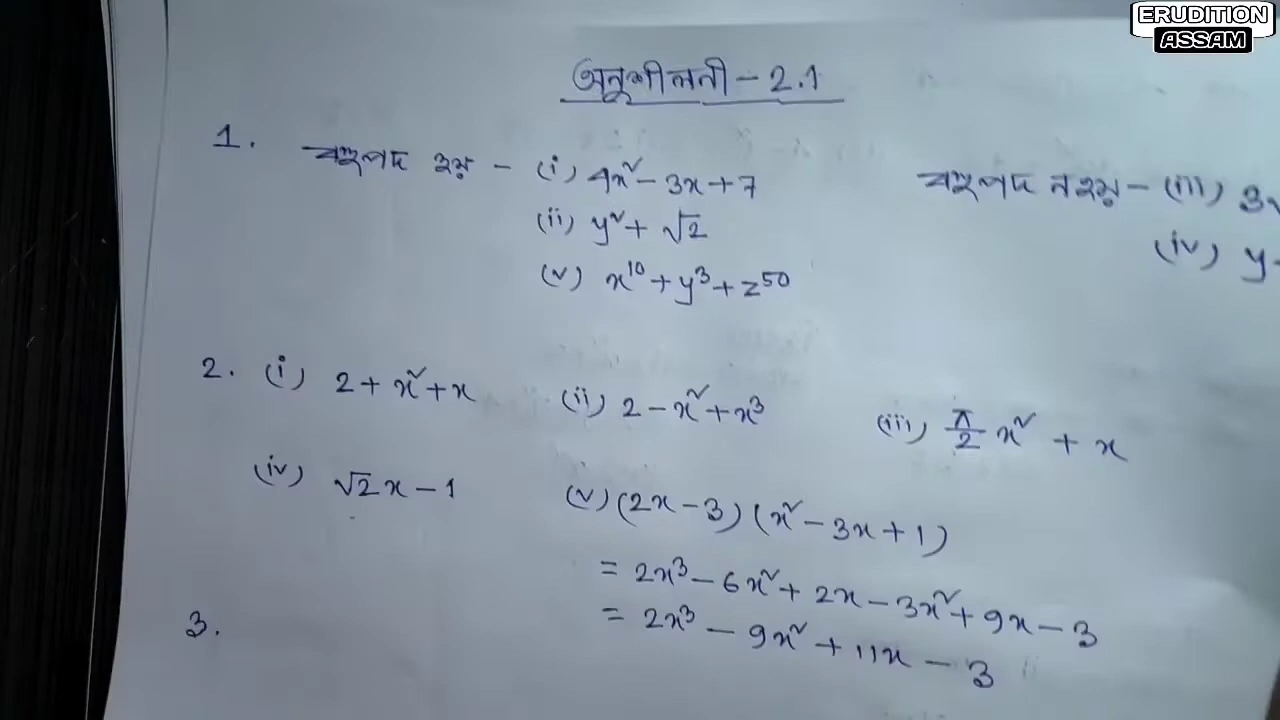 ERUDITION
ASSAM
অনুশীলনী - 2.1
1. বহুপদ হয় - (i) 4x² - 3x + 7
বহুপদ নহয় - (iii) 3√
(ii) y² + √2
(iv) y
(v) x¹⁰ + y³ + z⁵⁰
2. (i) 2 + x² + x (ii) 2 - x² + x³ (iii) π/2 x² + x
(iv) √2x - 1 (v) (2x - 3) (x² - 3x + 1)
= 2x³ - 6x² + 2x - 3x² + 9x - 3
= 2x³ - 9x² + 11x - 3
3.